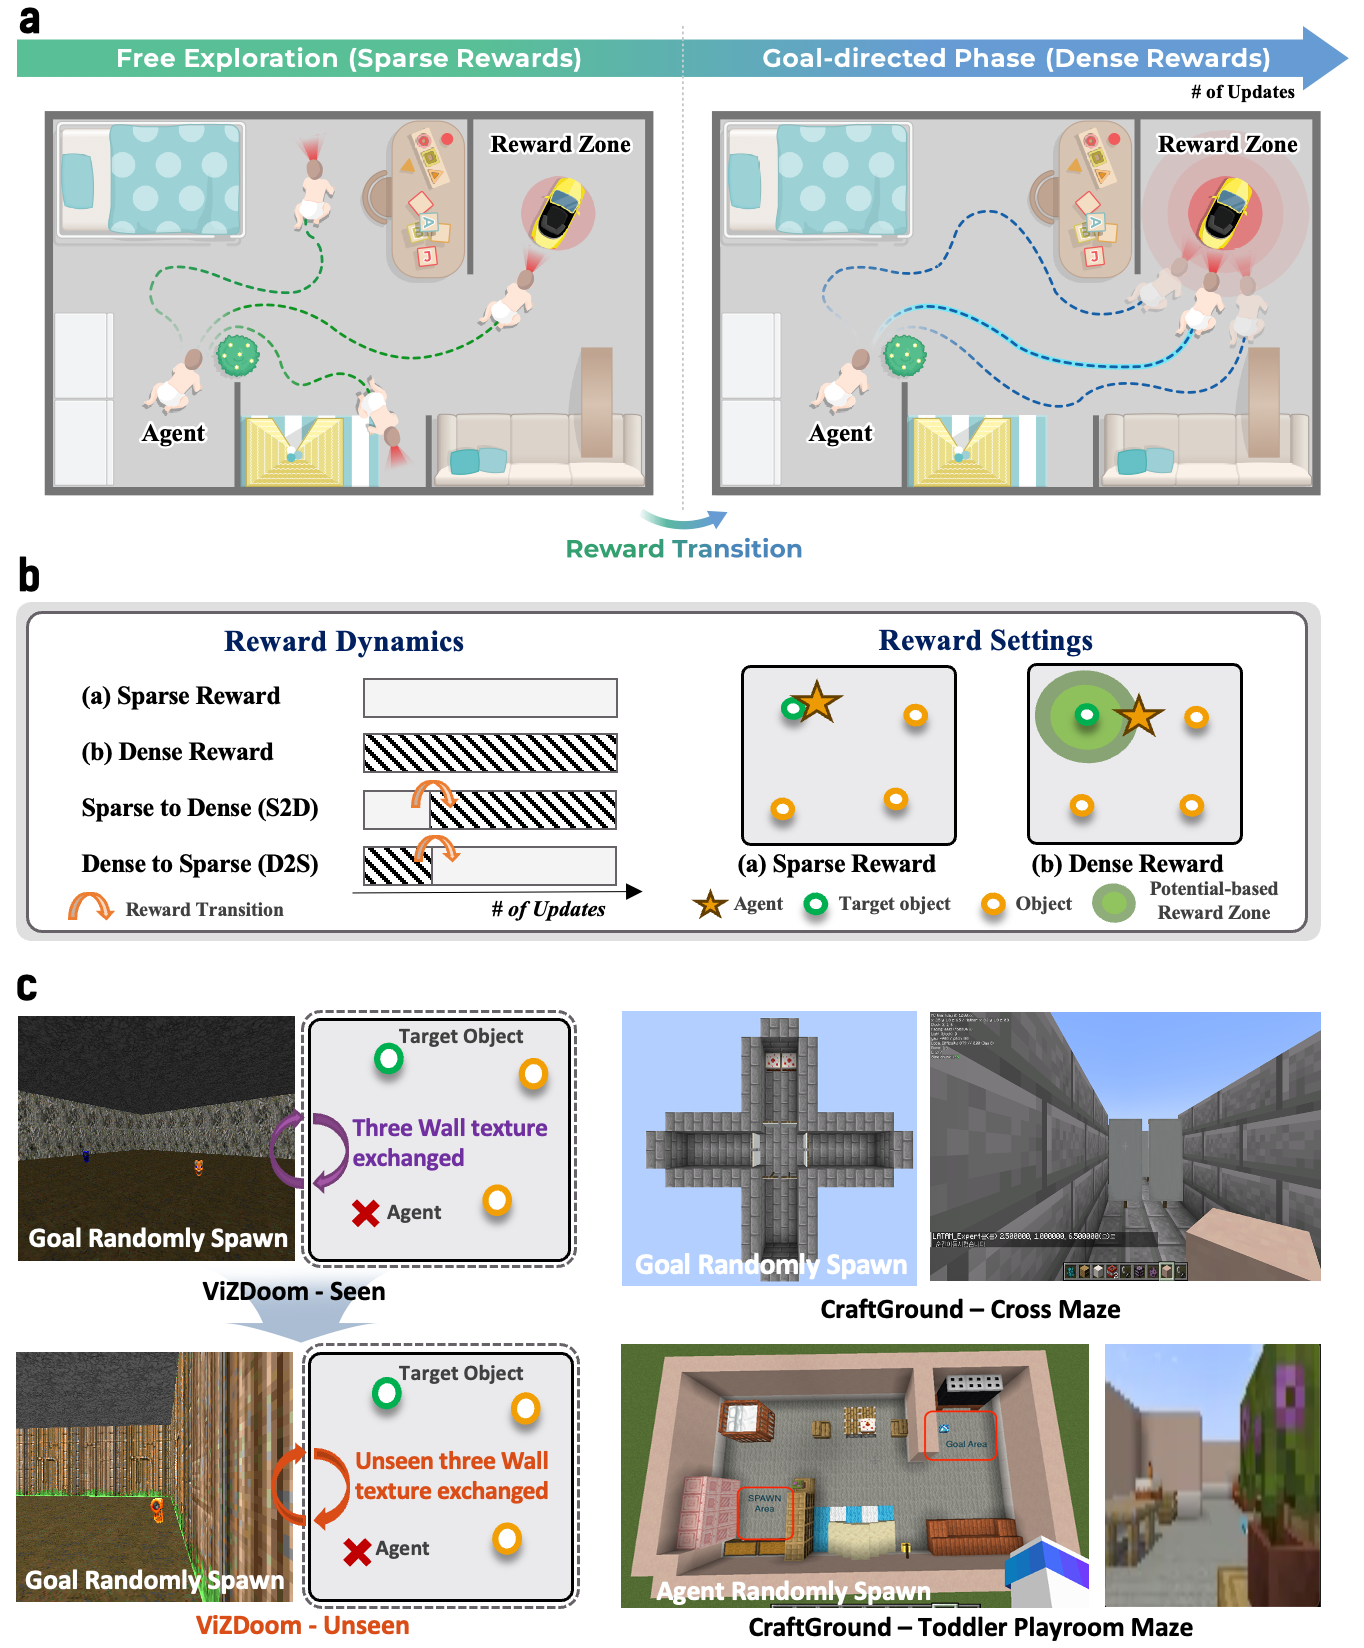 a
Free Exploration (Sparse Rewards)
Goal-directed Phase (Dense Rewards)
# of Updates
Reward Zone
Agent
Reward Zone
Agent
Reward Transition
b
Reward Dynamics
(a) Sparse Reward
(b) Dense Reward
Sparse to Dense (S2D)
Dense to Sparse (D2S)
Reward Transition
# of Updates
Reward Settings
(a) Sparse Reward
(b) Dense Reward
Agent
Target object
Object
Potential-based
Reward Zone
c
Target Object
Three Wall texture
exchanged
Agent
Goal Randomly Spawn
ViZDoom - Seen
Target Object
Unseen three Wall
texture exchanged
Agent
Goal Randomly Spawn
ViZDoom - Unseen
Goal Randomly Spawn
CraftGround – Cross Maze
Goal Area
SPAWN
Area
Agent Randomly Spawn
CraftGround – Toddler Playroom Maze